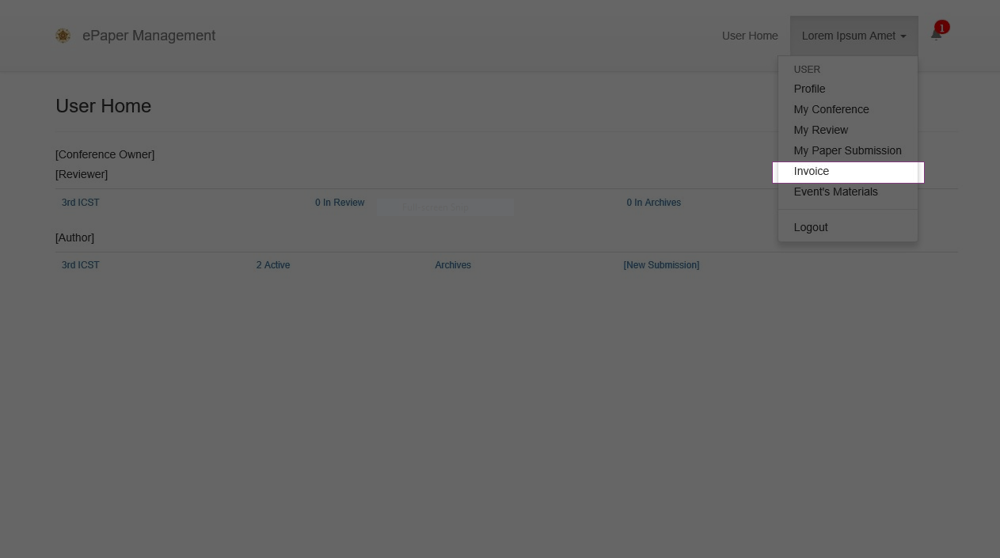 ePaper Management
User Home
Lorem Ipsum Amet
1
USER
Profile
My Conference
My Review
My Paper Submission
Invoice
Event's Materials
Logout
User Home
[Conference Owner]
[Reviewer]
3rd ICST 0 In Review Full-screen Snip 0 In Archives
[Author]
3rd ICST 2 Active Archives [New Submission]